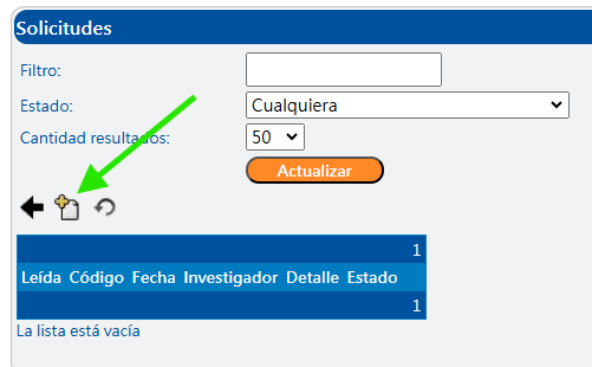 Solicitudes
Filtro:
Estado: Cualquiera
Cantidad resultados: 50
Actualizar
1
Leída Código Fecha Investigador Detalle Estado
1
La lista está vacía